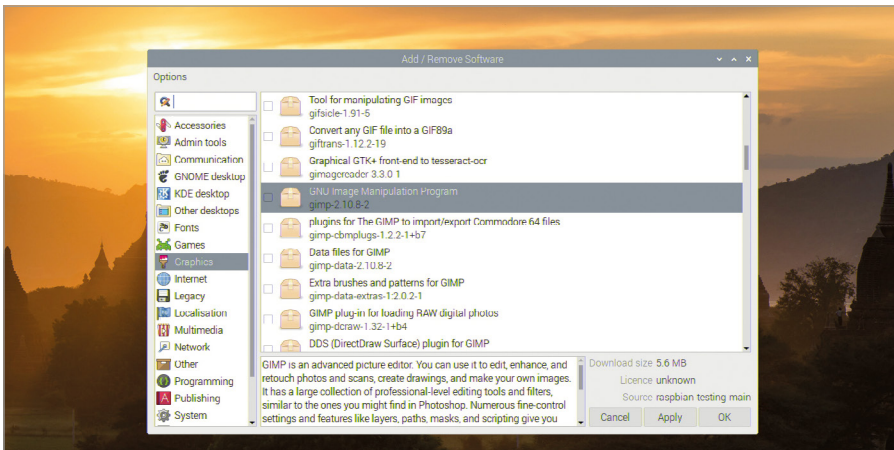 Add / Remove Software
Options
Accessories
Admin tools
Communication
GNOME desktop
KDE desktop
Other desktops
Fonts
Games
Graphics
Internet
Legacy
Localisation
Multimedia
Network
Other
Programming
Publishing
System
Tool for manipulating GIF images
gifsicle-1.91-5
Convert any GIF file into a GIF89a
giftrans-1.12.2-19
Graphical GTK+ front-end to tesseract-ocr
gimagereader 3.3.0 1
GNU Image Manipulation Program
gimp-2.10.8-2
plugins for The GIMP to import/export Commodore 64 files
gimp-cbmplugs-1.2.2-1+b7
Data files for GIMP
gimp-data-2.10.8-2
Extra brushes and patterns for GIMP
gimp-data-extras-1:2.0.2-1
GIMP plug-in for loading RAW digital photos
gimp-dcraw-1.32-1+b4
DDS (DirectDraw Surface) plugin for GIMP
GIMP is an advanced picture editor. You can use it to edit, enhance, and
retouch photos and scans, create drawings, and make your own images.
It has a large collection of professional-level editing tools and filters,
similar to the ones you might find in Photoshop. Numerous fine-control
settings and features like layers, paths, masks, and scripting give you
Download size 5.6 MB
Licence unknown
Source raspbian testing main
Cancel Apply OK